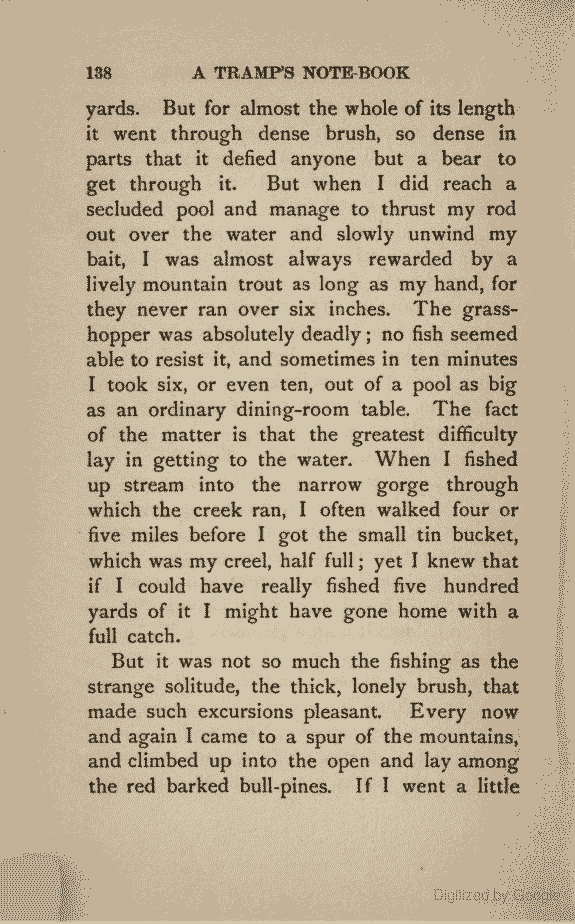 138 A TRAMP'S NOTE-BOOK
yards. But for almost the whole of its length
it went through dense brush, so dense in
parts that it defied anyone but a bear to
get through it. But when I did reach a
secluded pool and manage to thrust my rod
out over the water and slowly unwind my
bait, I was almost always rewarded by a
lively mountain trout as long as my hand, for
they never ran over six inches. The grass-
hopper was absolutely deadly; no fish seemed
able to resist it, and sometimes in ten minutes
I took six, or even ten, out of a pool as big
as an ordinary dining-room table. The fact
of the matter is that the greatest difficulty
lay in getting to the water. When I fished
up stream into the narrow gorge through
which the creek ran, I often walked four or
five miles before I got the small tin bucket,
which was my creel, half full; yet I knew that
if I could have really fished five hundred
yards of it I might have gone home with a
full catch.
But it was not so much the fishing as the
strange solitude, the thick, lonely brush, that
made such excursions pleasant. Every now
and again I came to a spur of the mountains,
and climbed up into the open and lay among
the red barked bull-pines. If I went a little
Digitized by Google